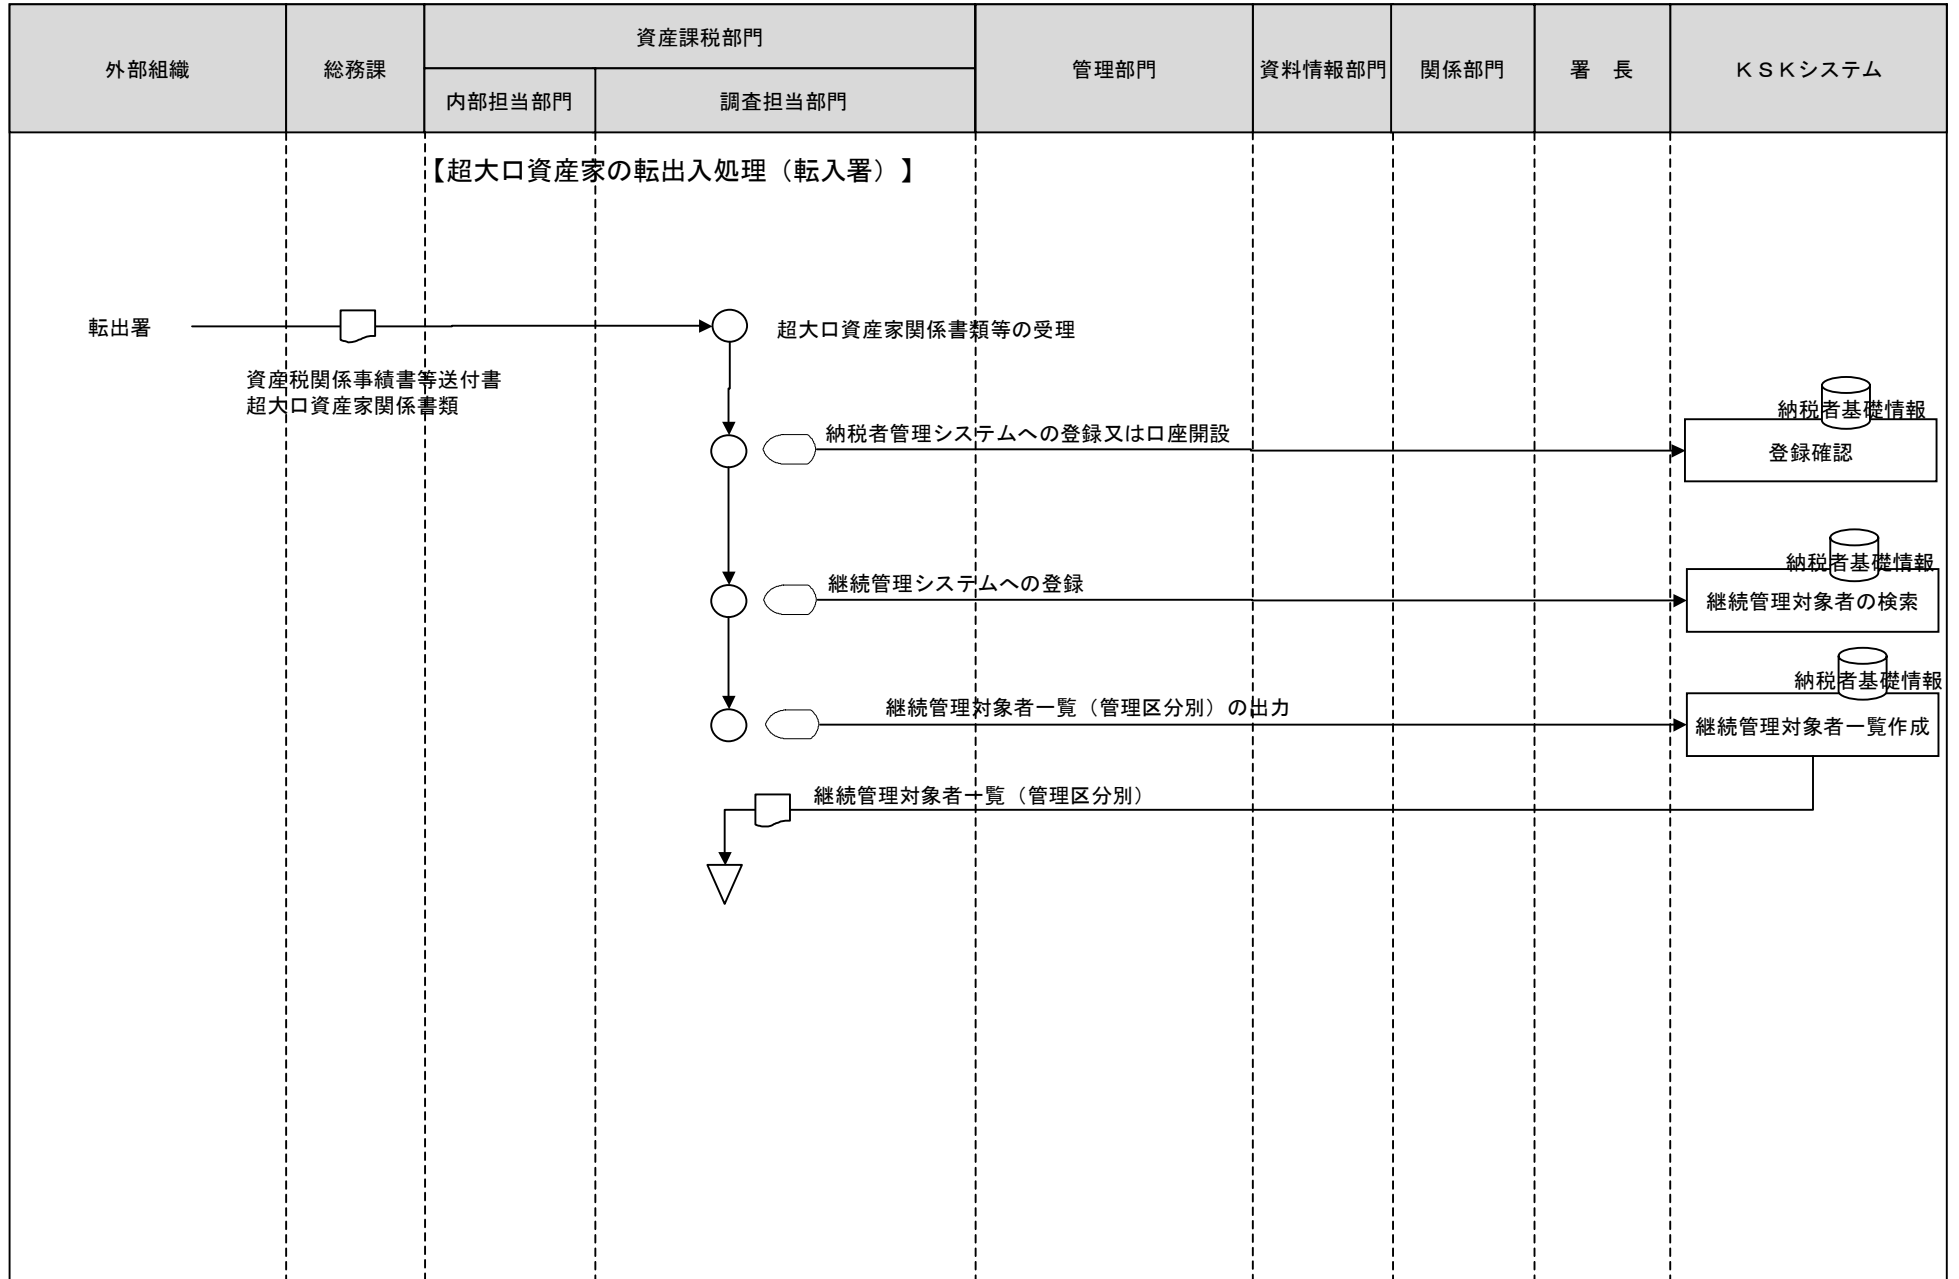 外部組織
総務課
資産課税部門
内部担当部門
調査担当部門
管理部門
資料情報部門
関係部門
署　長
ＫＳＫシステム
【超大口資産家の転出入処理（転入署）】
転出署
超大口資産家関係書類等の受理
資産税関係事績書等送付書
超大口資産家関係書類
納税者基礎情報
納税者管理システムへの登録又は口座開設
登録確認
納税者基礎情報
継続管理システムへの登録
継続管理対象者の検索
納税者基礎情報
継続管理対象者一覧（管理区分別）の出力
継続管理対象者一覧作成
継続管理対象者一覧（管理区分別）